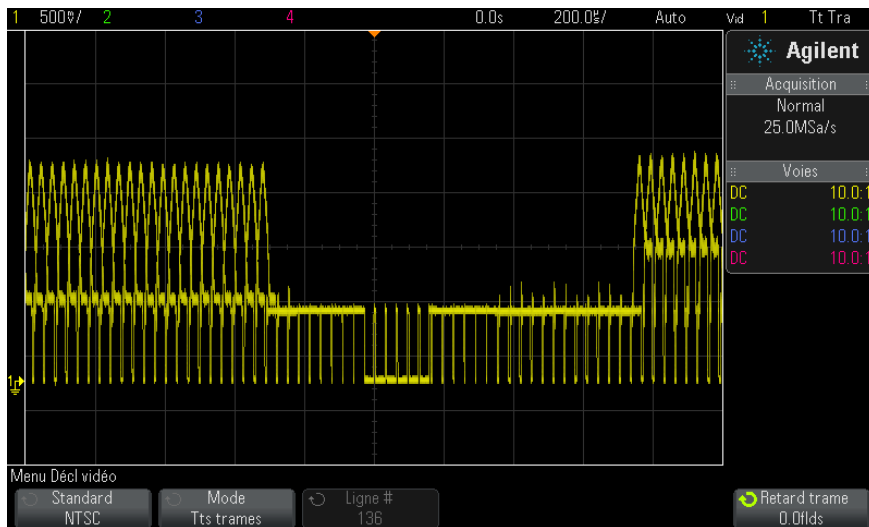 1 500♈/ 2 3 4 0.0s 200.0㎲/ Auto Vid 1 Tt Tra
Agilent
Acquisition
Normal
25.0MSa/s
Voies
DC 10.0:1
DC 10.0:1
DC 10.0:1
DC 10.0:1
1
Menu Décl vidéo
Standard
NTSC
Mode
Tts trames
Ligne #
136
Retard trame
0.0flds